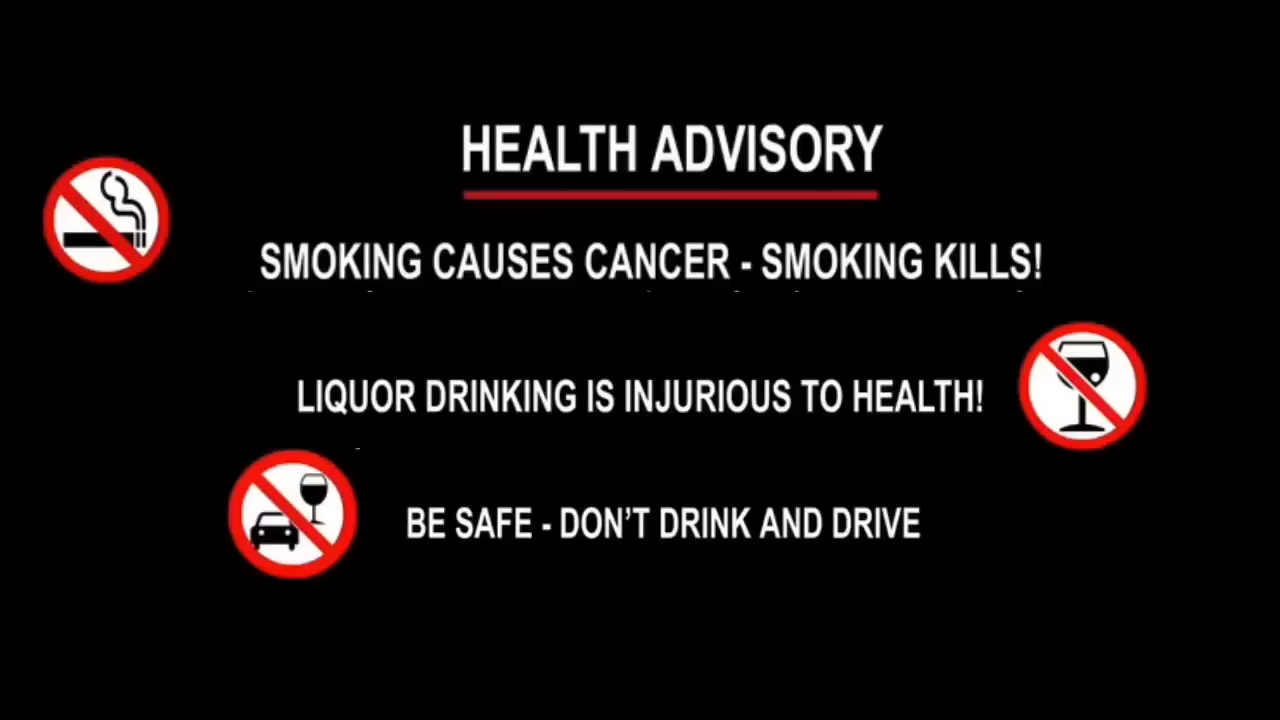 HEALTH ADVISORY
SMOKING CAUSES CANCER - SMOKING KILLS!
LIQUOR DRINKING IS INJURIOUS TO HEALTH!
BE SAFE - DON’T DRINK AND DRIVE